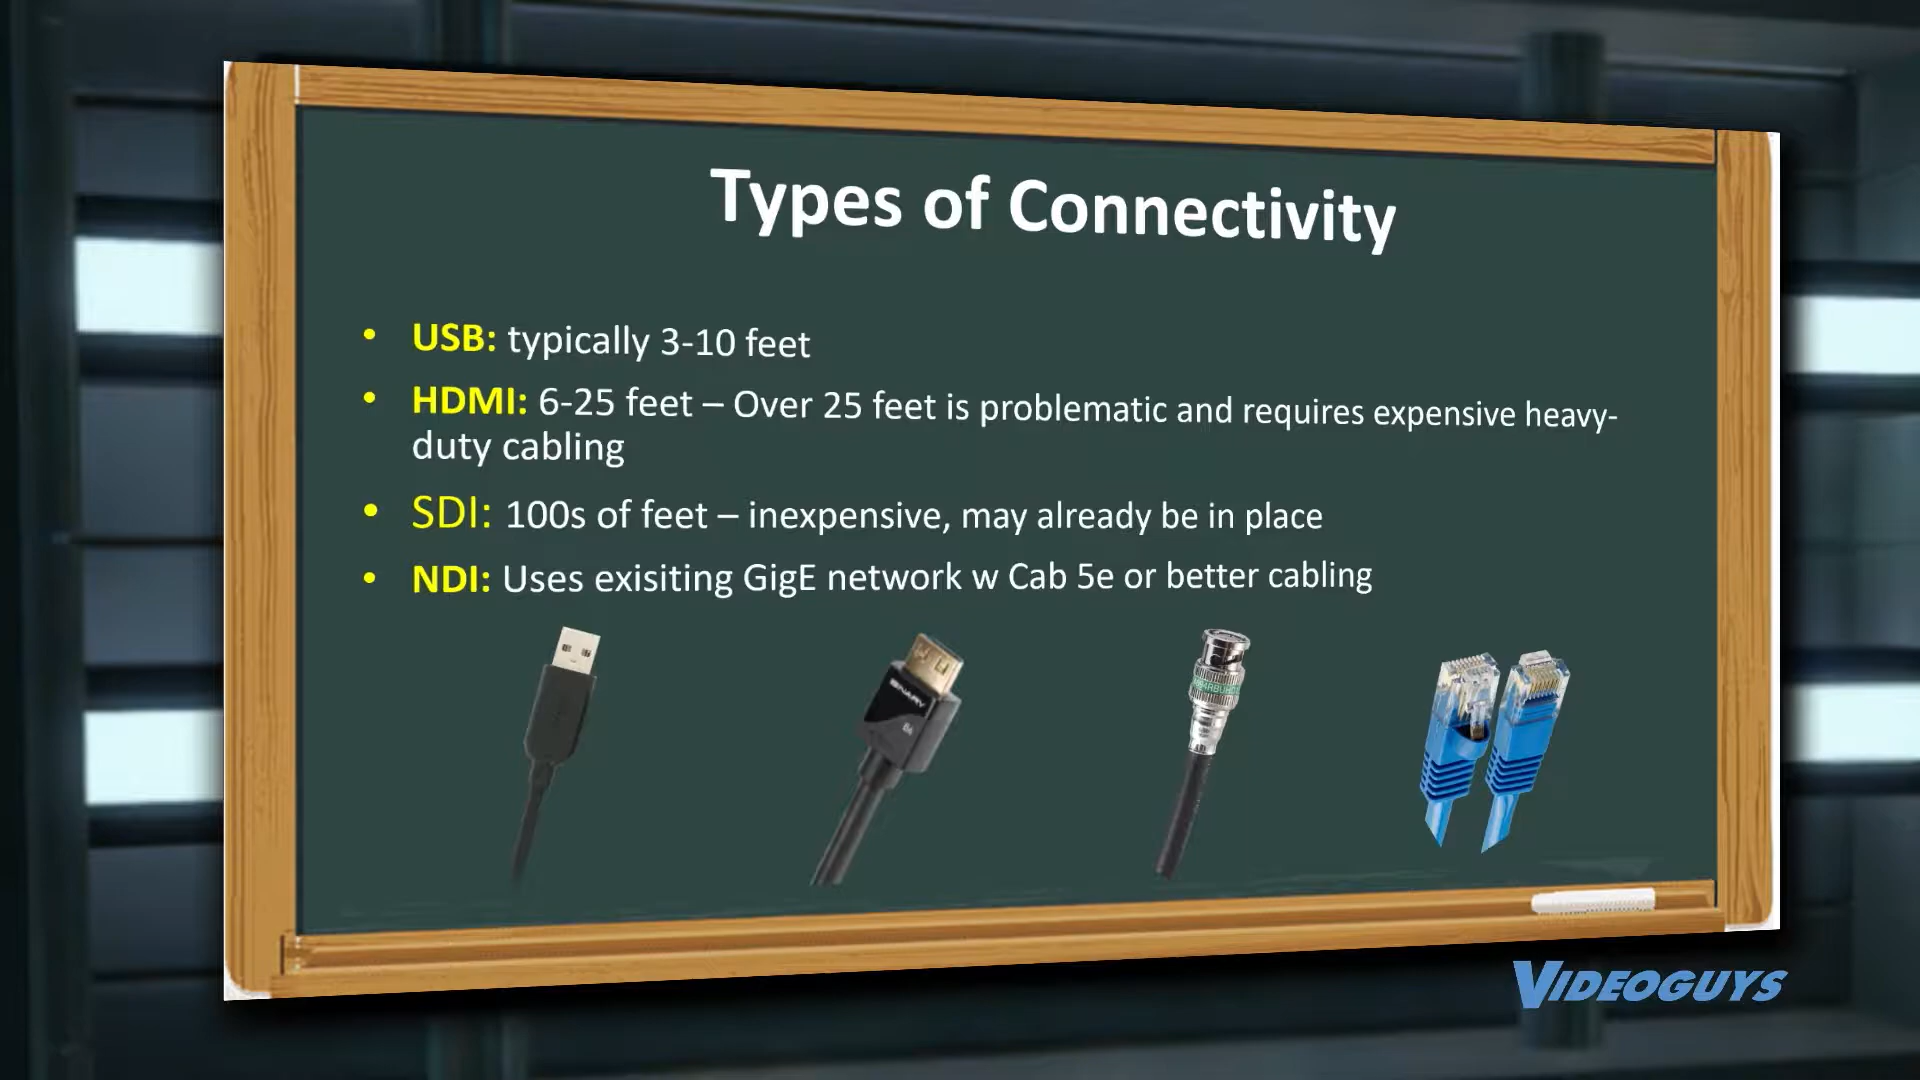 Types of Connectivity
• USB: typically 3-10 feet
• HDMI: 6-25 feet – Over 25 feet is problematic and requires expensive heavy-
duty cabling
• SDI: 100s of feet – inexpensive, may already be in place
• NDI: Uses exisiting GigE network w Cab 5e or better cabling
BINARY
VIDEOGUYS